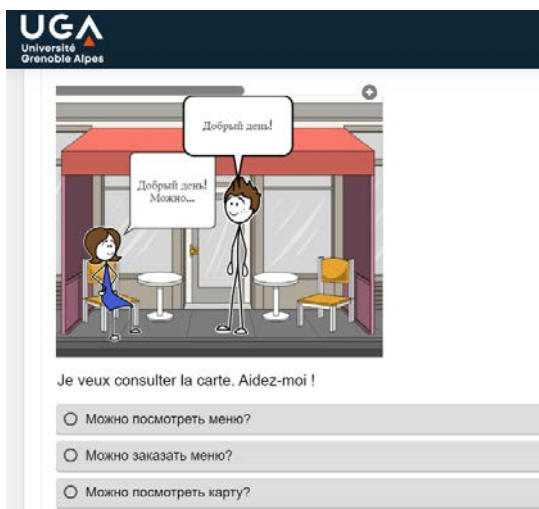 UGA
Université
Grenoble Alpes
Добрый день!
Добрый день!
Можно...
Je veux consulter la carte. Aidez-moi !
Можно посмотреть меню?
Можно заказать меню?
Можно посмотреть карту?